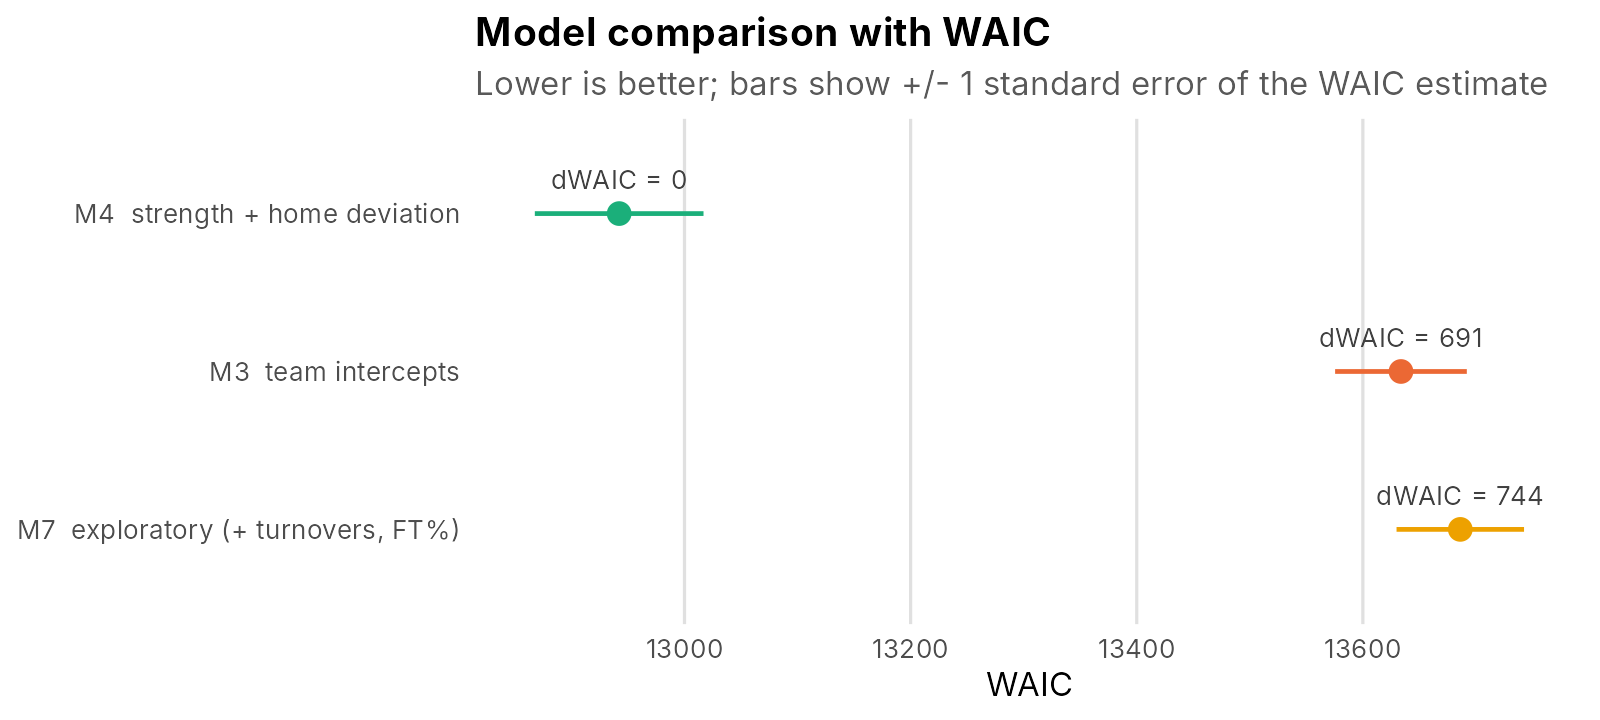 Model comparison with WAIC
Lower is better; bars show +/- 1 standard error of the WAIC estimate
dWAIC = 0
M4 strength + home deviation
dWAIC = 691
M3 team intercepts
dWAIC = 744
M7 exploratory (+ turnovers, FT%)
13000 13200 13400 13600
WAIC